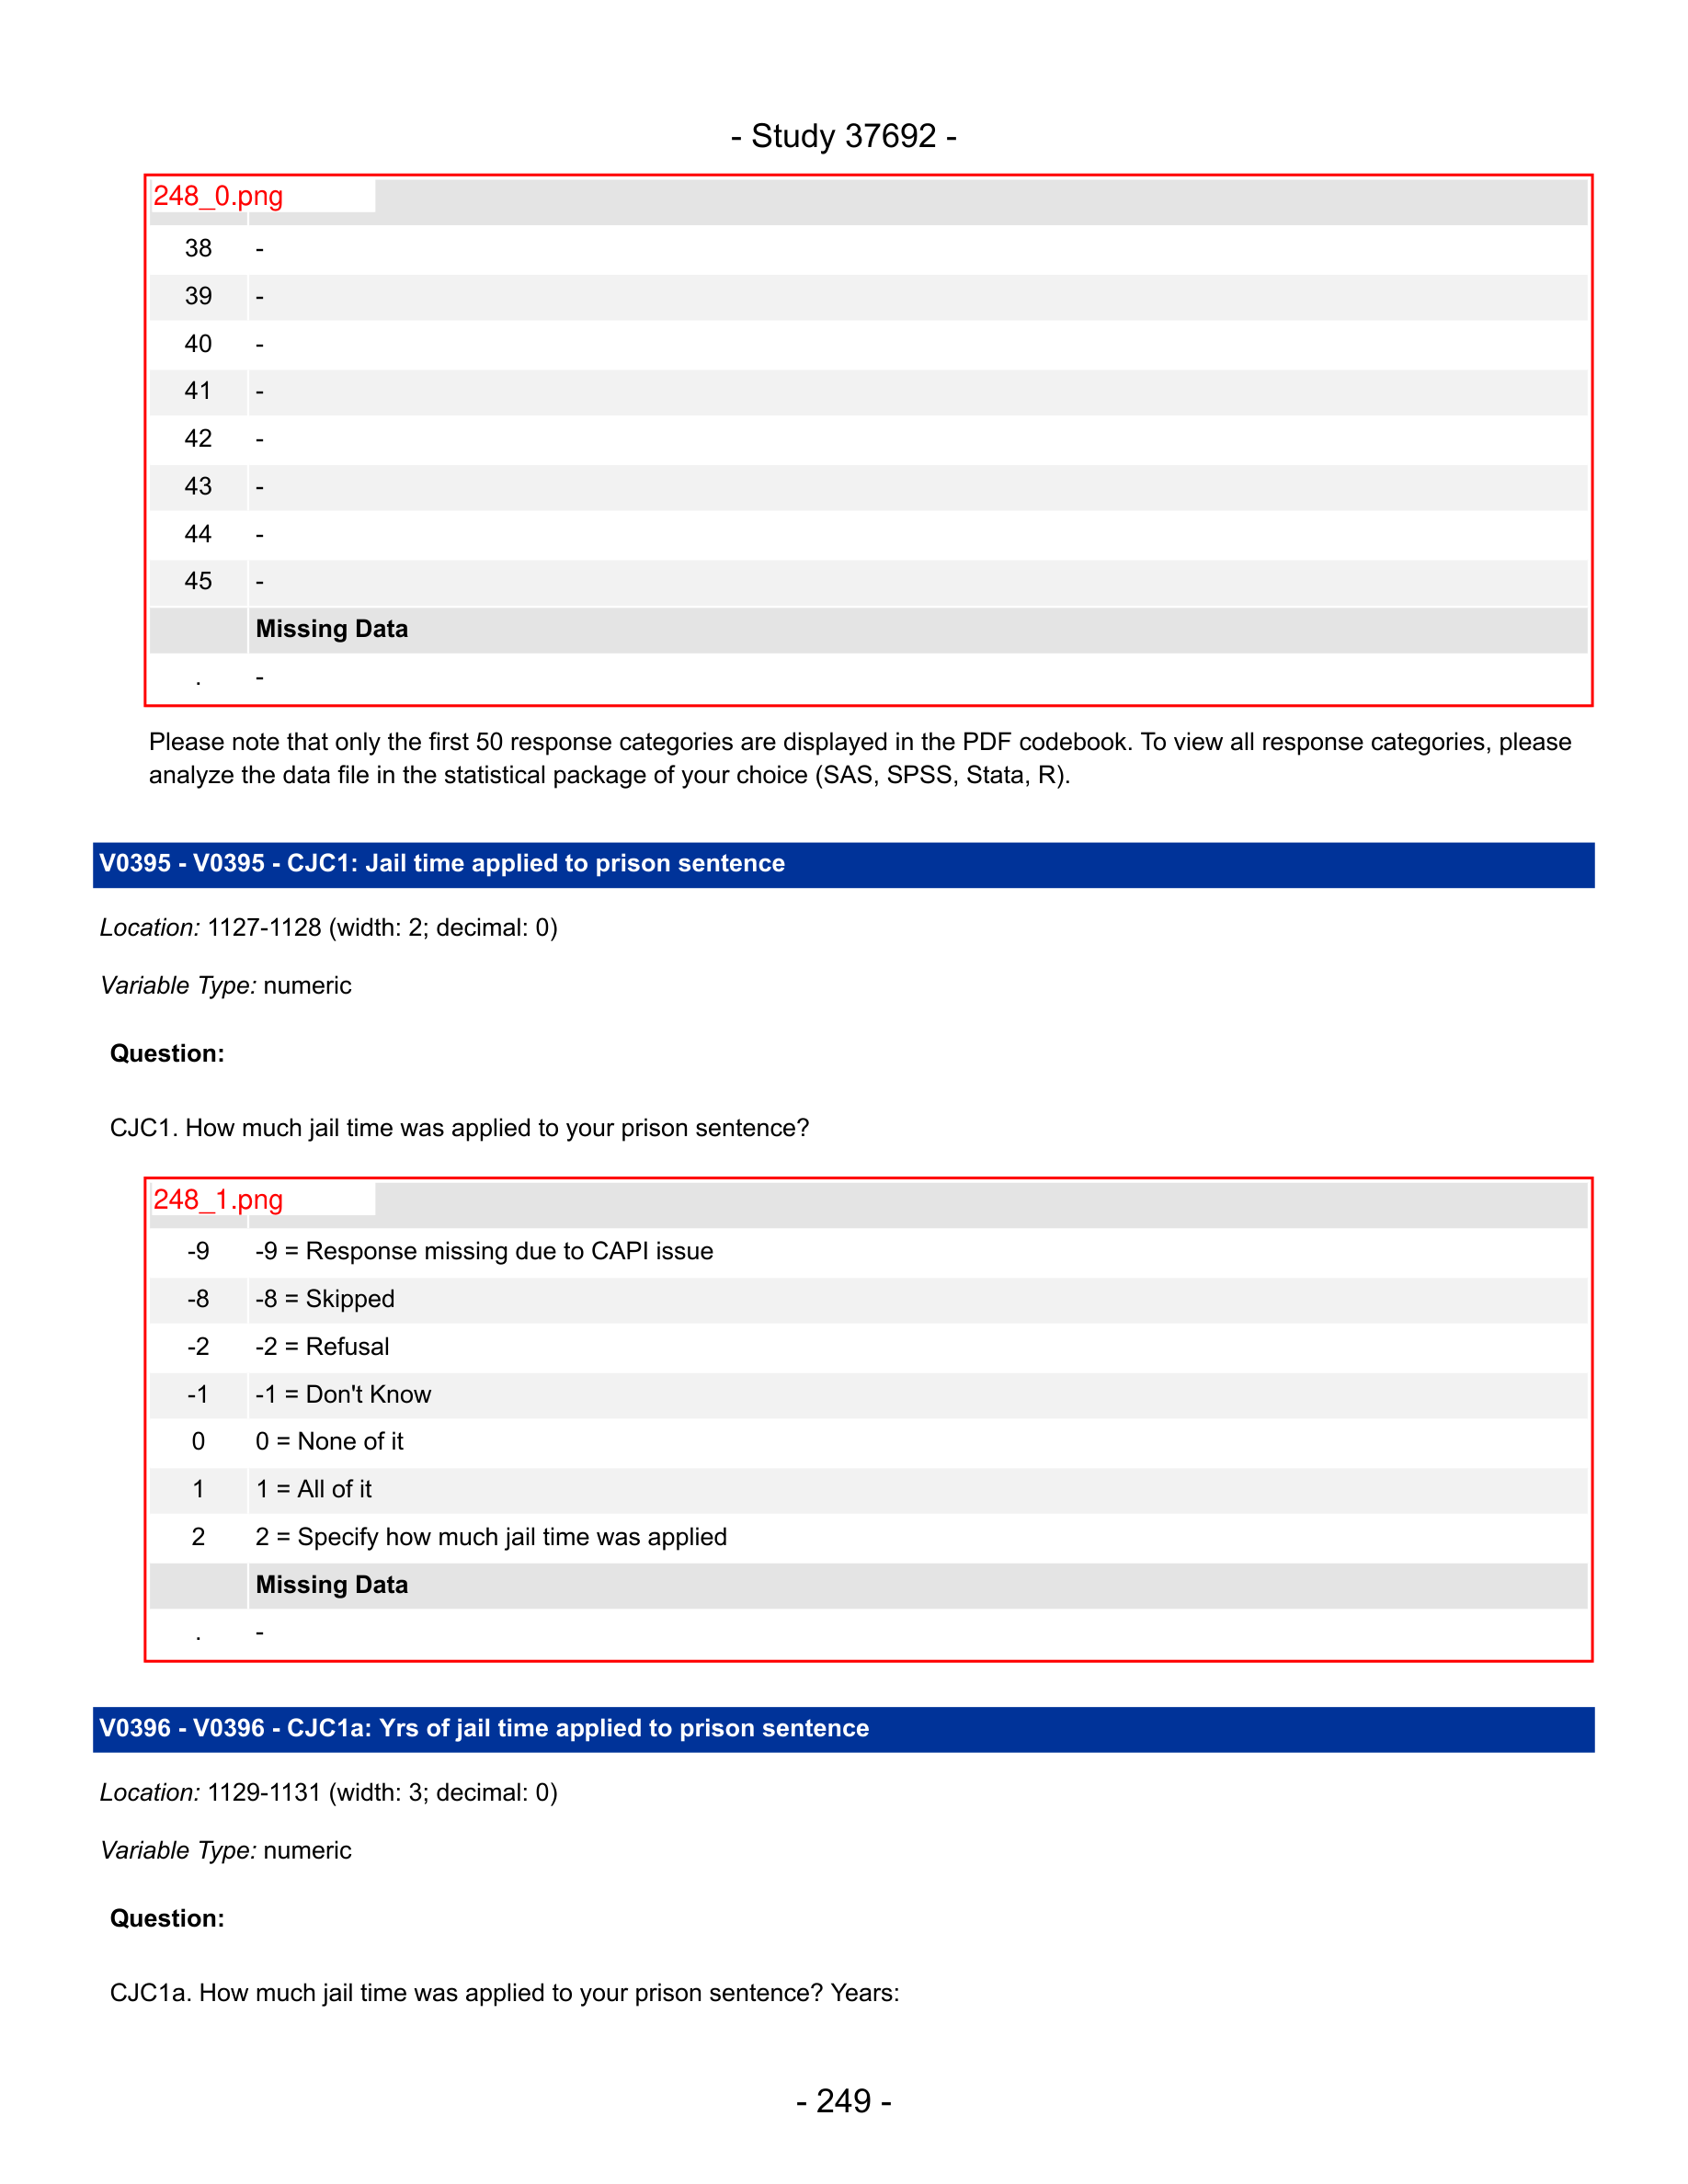 - Study 37692 -
248_0.png
38 -
39 -
40 -
41 -
42 -
43 -
44 -
45 -
Missing Data
. -
Please note that only the first 50 response categories are displayed in the PDF codebook. To view all response categories, please
analyze the data file in the statistical package of your choice (SAS, SPSS, Stata, R).
V0395 - V0395 - CJC1: Jail time applied to prison sentence
Location: 1127-1128 (width: 2; decimal: 0)
Variable Type: numeric
Question:
CJC1. How much jail time was applied to your prison sentence?
248_1.png
-9 -9 = Response missing due to CAPI issue
-8 -8 = Skipped
-2 -2 = Refusal
-1 -1 = Don't Know
0 0 = None of it
1 1 = All of it
2 2 = Specify how much jail time was applied
Missing Data
. -
V0396 - V0396 - CJC1a: Yrs of jail time applied to prison sentence
Location: 1129-1131 (width: 3; decimal: 0)
Variable Type: numeric
Question:
CJC1a. How much jail time was applied to your prison sentence? Years:
- 249 -